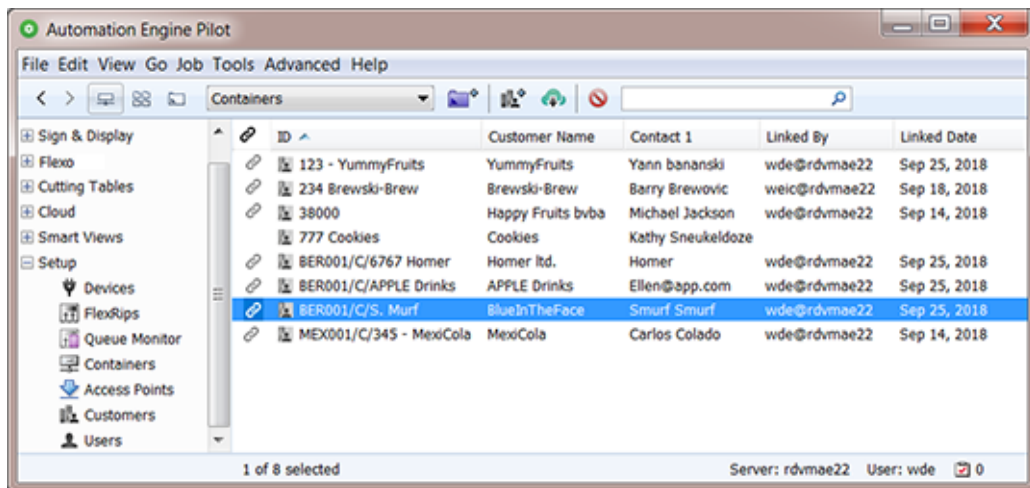 Automation Engine Pilot
File Edit View Go Job Tools Advanced Help
Containers
ID Customer Name Contact 1 Linked By Linked Date
123 - YummyFruits YummyFruits Yann bananski wde@rdvmae22 Sep 25, 2018
234 Brewski-Brew Brewski-Brew Barry Brewovic weic@rdvmae22 Sep 18, 2018
38000 Happy Fruits bvba Michael Jackson wde@rdvmae22 Sep 14, 2018
777 Cookies Cookies Kathy Sneukeldoze
BER001/C/6767 Homer Homer ltd. Homer wde@rdvmae22 Sep 25, 2018
BER001/C/APPLE Drinks APPLE Drinks Ellen@app.com wde@rdvmae22 Sep 25, 2018
BER001/C/S. Murf BlueInTheFace Smurf Smurf wde@rdvmae22 Sep 25, 2018
MEX001/C/345 - MexiCola MexiCola Carlos Colado wde@rdvmae22 Sep 14, 2018
Sign & Display
Flexo
Cutting Tables
Cloud
Smart Views
Setup
Devices
FlexRips
Queue Monitor
Containers
Access Points
Customers
Users
1 of 8 selected Server: rdvmae22 User: wde 0